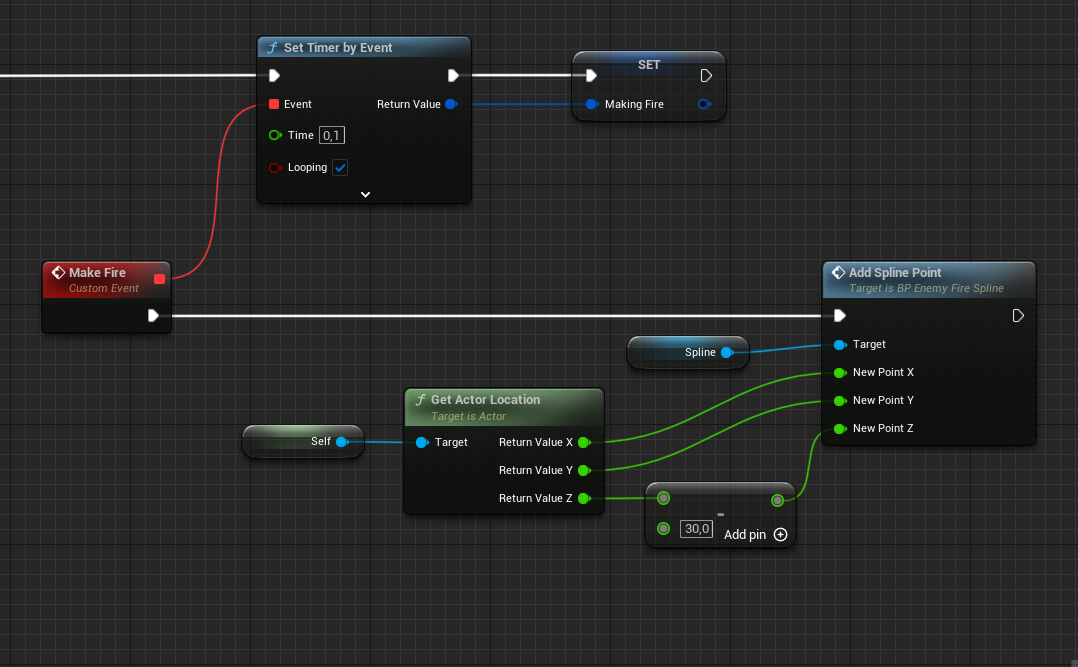 Set Timer by Event
SET
Event
Return Value
Making Fire
Time 0,1
Looping
Make Fire
Custom Event
Add Spline Point
Target is BP Enemy Fire Spline
Spline
Target
New Point X
New Point Y
New Point Z
Get Actor Location
Target is Actor
Self
Target
Return Value X
Return Value Y
Return Value Z
-
30,0
Add pin